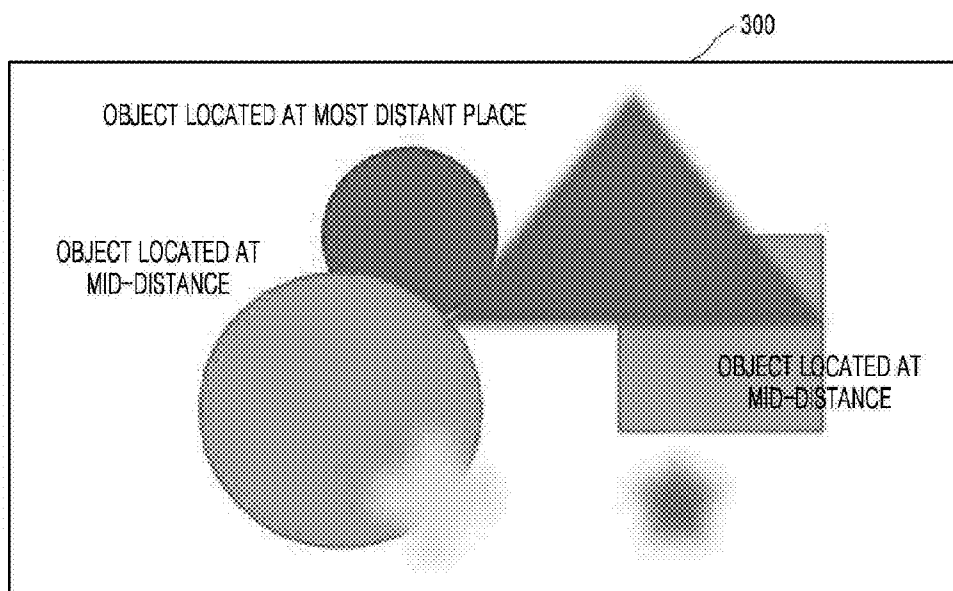 300
OBJECT LOCATED AT MOST DISTANT PLACE
OBJECT LOCATED AT
MID-DISTANCE
OBJECT LOCATED AT
MID-DISTANCE